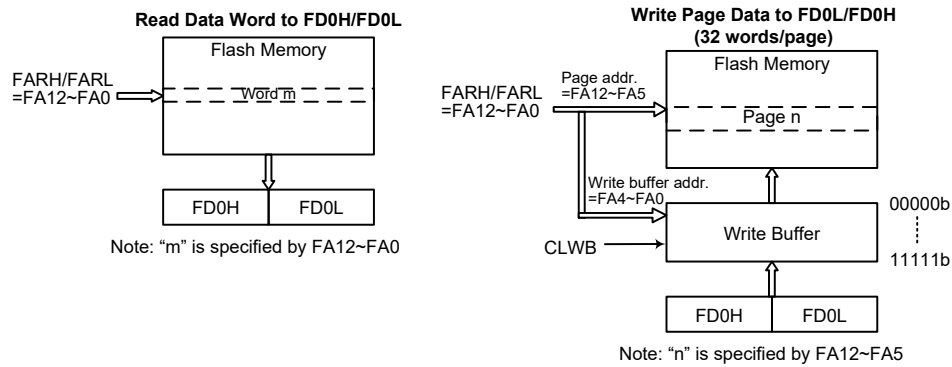 Read Data Word to FD0H/FD0L
Flash Memory
FARH/FARL
=FA12~FA0
Word m
FD0H
FD0L
Note: “m” is specified by FA12~FA0
Write Page Data to FD0L/FD0H
(32 words/page)
Flash Memory
Page addr.
=FA12~FA5
FARH/FARL
=FA12~FA0
Page n
Write buffer addr.
=FA4~FA0
00000b
CLWB
Write Buffer
11111b
FD0H
FD0L
Note: “n” is specified by FA12~FA5